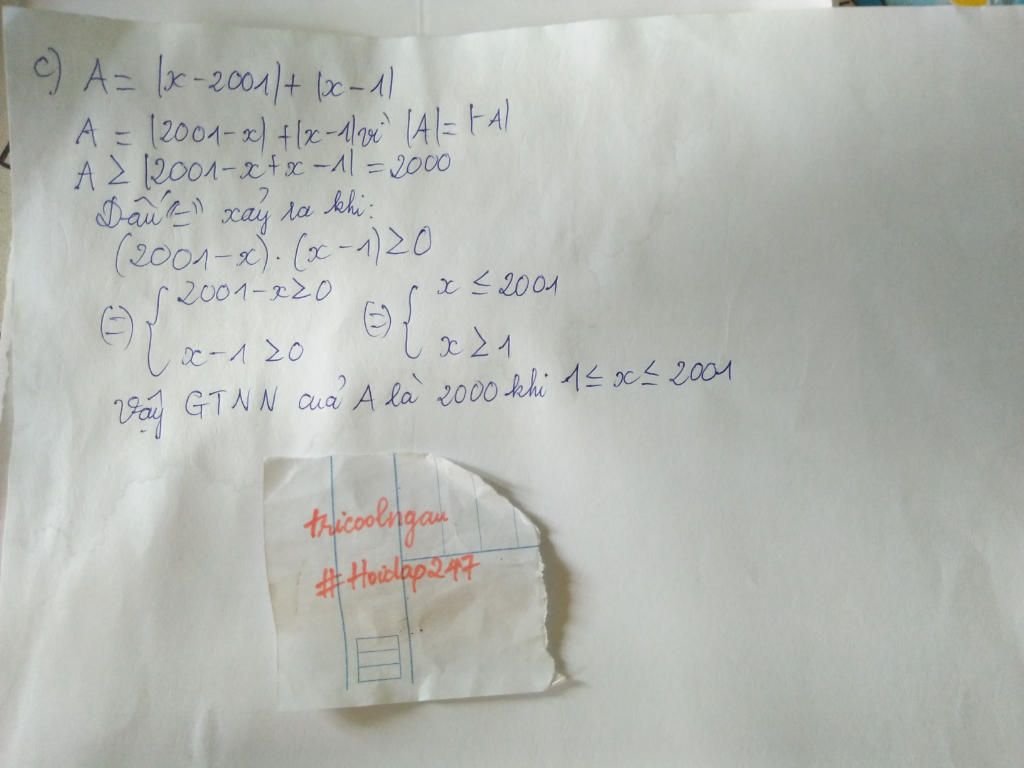 c) A = |x - 2001| + |x - 1|
A = |2001 - x| + |x - 1| vì |A| = |-A|
A ≥ |2001 - x + x - 1| = 2000
Dấu "=" xảy ra khi:
(2001 - x) . (x - 1) ≥ 0
(=) { 2001 - x ≥ 0 (=) { x ≤ 2001
x - 1 ≥ 0 x ≥ 1
Vậy GTNN của A là 2000 khi 1 ≤ x ≤ 2001
tricoolngau
#Hoidap247